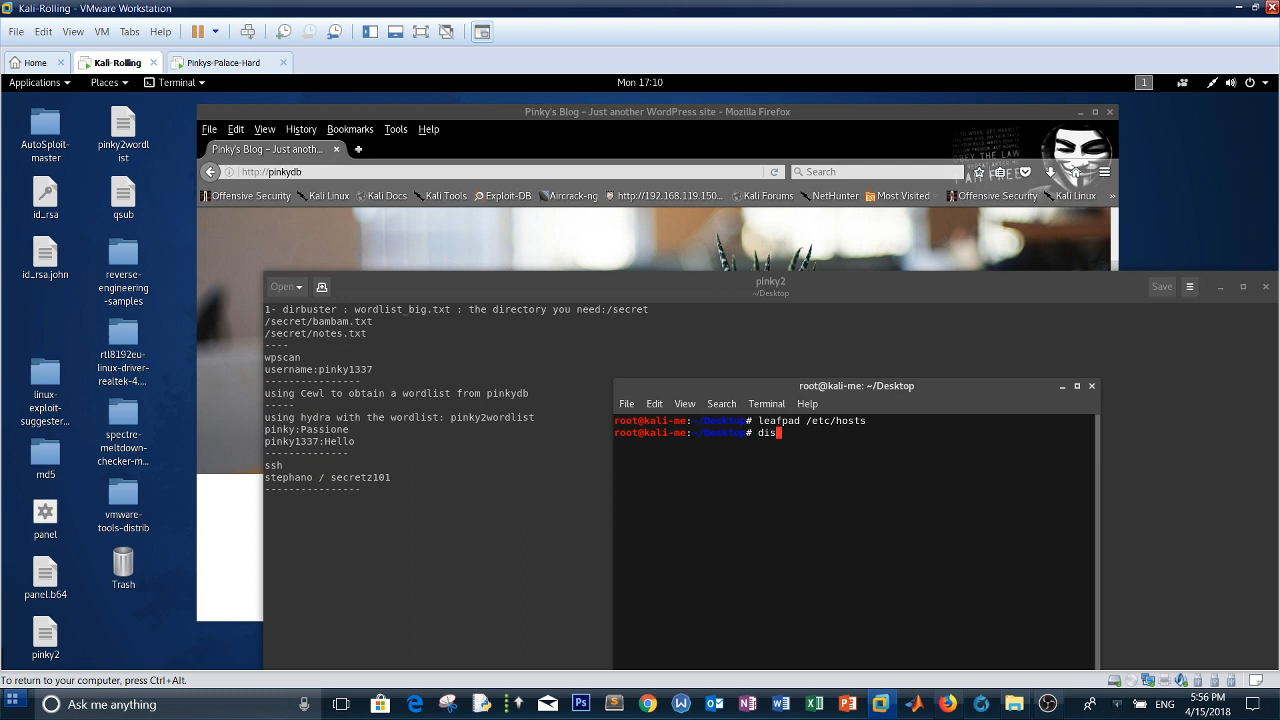 Kali-Rolling - VMware Workstation
File Edit View VM Tabs Help
Home Kali-Rolling Pinkys-Palace-Hard
Applications Places Terminal Mon 17:10 1
Pinky's Blog – Just another WordPress site - Mozilla Firefox
File Edit View History Bookmarks Tools Help
Pinky's Blog – Just anoth...
http://pinkydb Search
Offensive Security Kali Linux Kali Docs Kali Tools Exploit-DB Aircrack-ng http://192.168.119.150... Kali Forums NetHunter Most Visited Offensive Security Kali Linux »
AutoSploit-master
pinky2wordlist
id_rsa
qsub
id_rsa.john
reverse-engineering-samples
linux-exploit-suggester...
rtl8192eu-linux-driver-realtek-4....
md5
spectre-meltdown-checker-m...
panel
vmware-tools-distrib
panel.b64
Trash
pinky2
Open pinky2 Save
~/Desktop
1- dirbuster : wordlist_big.txt : the directory you need:/secret
/secret/bambam.txt
/secret/notes.txt
----
wpscan
username:pinky1337
----------------
using Cewl to obtain a wordlist from pinkydb
-----
using hydra with the wordlist: pinky2wordlist
pinky:Passione
pinky1337:Hello
--------------
ssh
stephano / secretz101
----------------
root@kali-me: ~/Desktop
File Edit View Search Terminal Help
root@kali-me:~/Desktop# leafpad /etc/hosts
root@kali-me:~/Desktop# dis
To return to your computer, press Ctrl+Alt.
Ask me anything
ENG
5:56 PM
4/15/2018